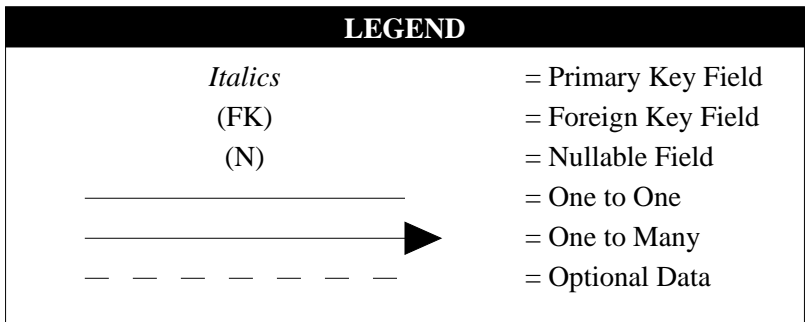 LEGEND
Italics = Primary Key Field
(FK) = Foreign Key Field
(N) = Nullable Field
= One to One
= One to Many
= Optional Data